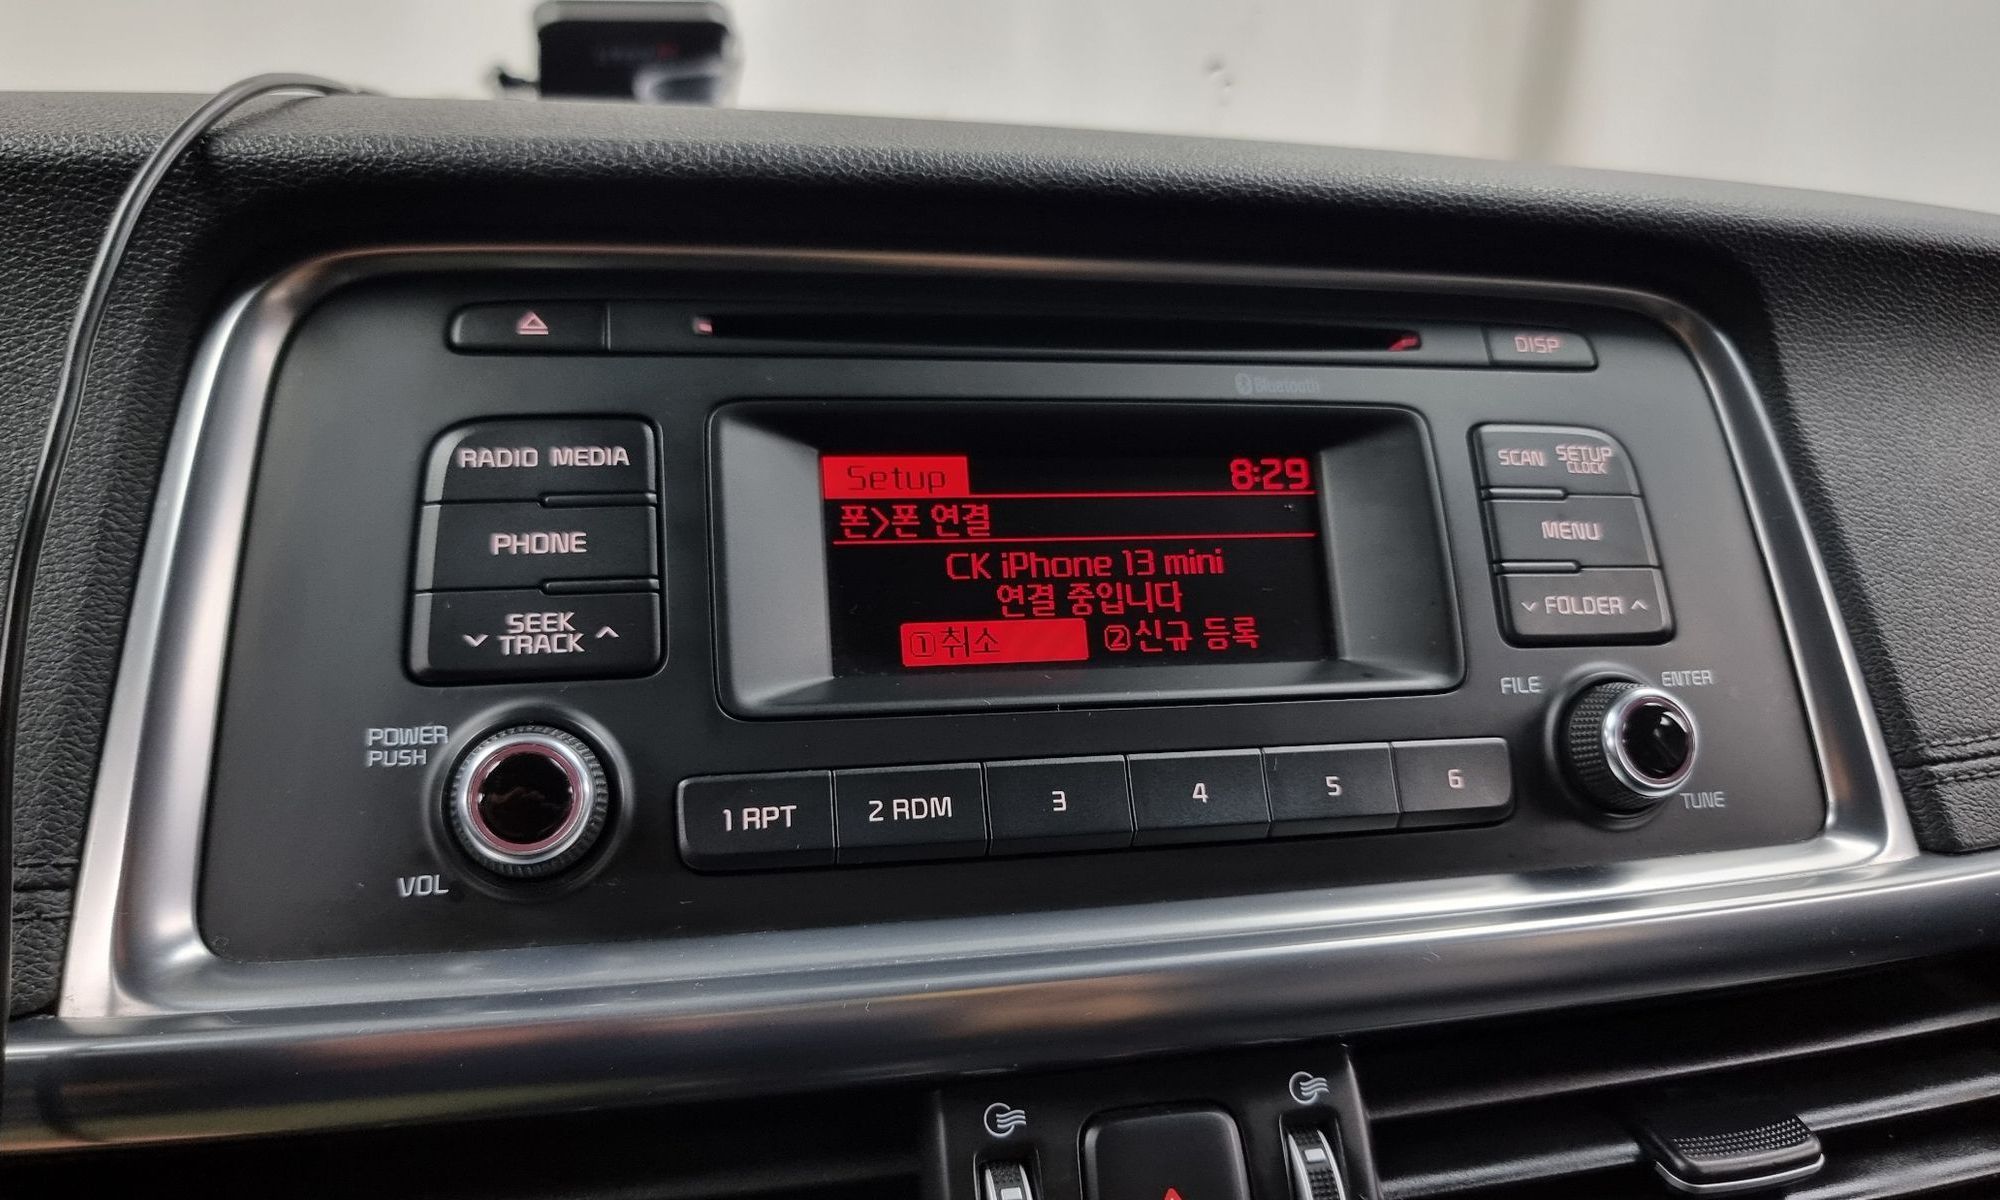 DISP
Bluetooth
RADIO MEDIA
PHONE
SEEK
TRACK
Setup 8:29
폰>폰 연결
CK iPhone 13 mini
연결 중입니다
①취소 ②신규 등록
SCAN SETUP
CLOCK
MENU
FOLDER
POWER
PUSH
VOL
1 RPT 2 RDM 3 4 5 6
FILE ENTER
TUNE